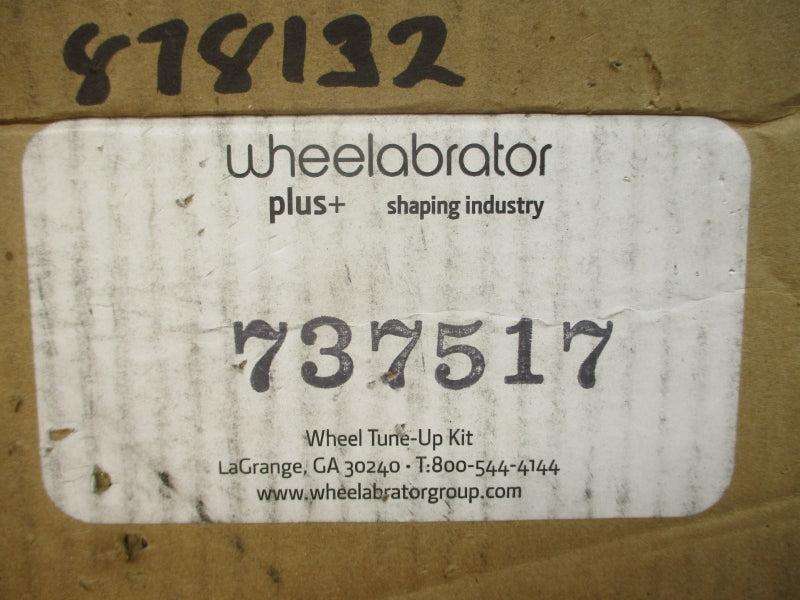 878132
wheelabrator
plus+ shaping industry
737517
Wheel Tune-Up Kit
LaGrange, GA 30240 • T:800-544-4144
www.wheelabratorgroup.com